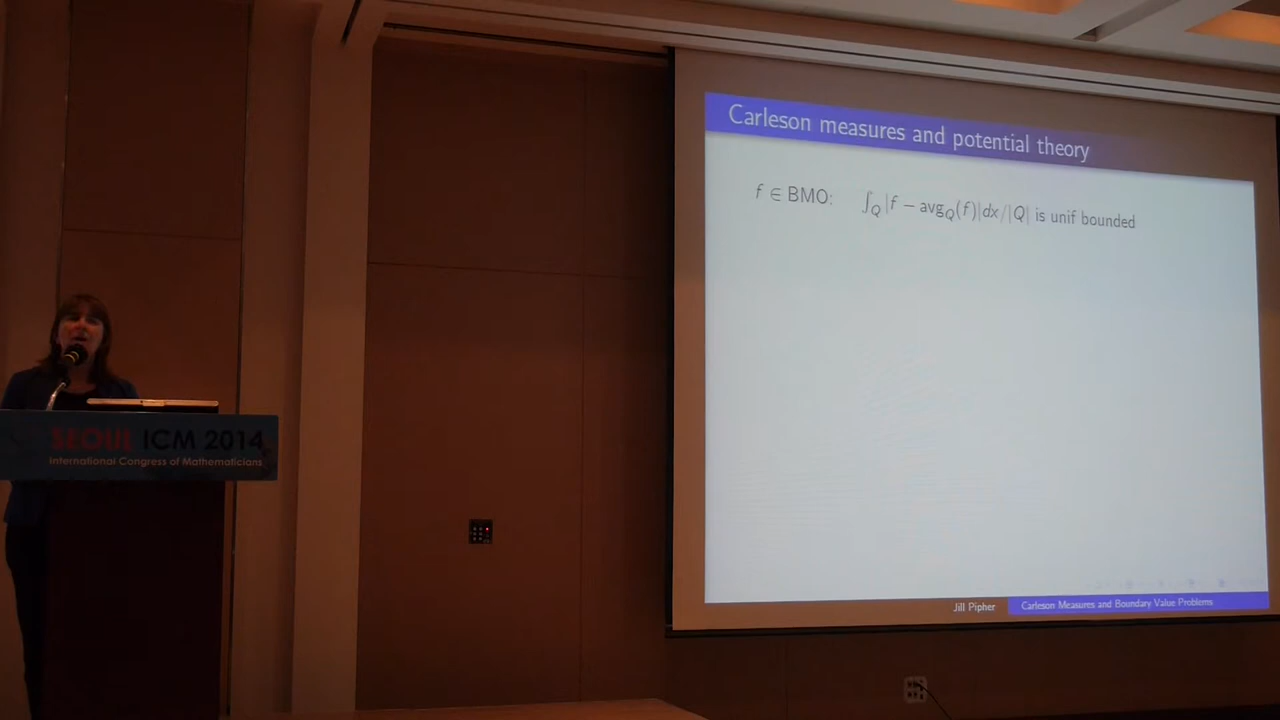 Carleson measures and potential theory
f ∈ BMO: ∫_Q |f − avg_Q(f)|dx/|Q| is unif bounded
SEOUL ICM 2014
International Congress of Mathematicians
Jill Pipher Carleson Measures and Boundary Value Problems